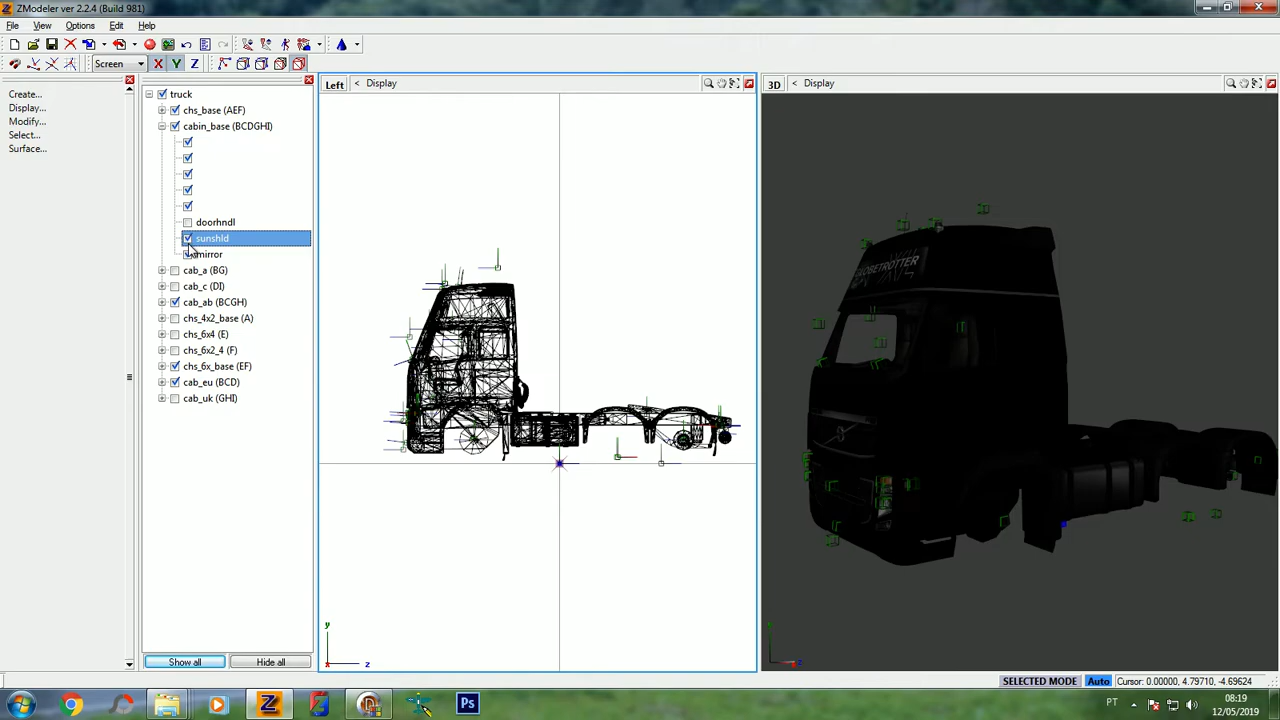 ZModeler ver 2.2.4 (Build 981)
File View Options Edit Help
Screen X Y Z
Create...
Display...
Modify...
Select...
Surface...
truck
chs_base (AEF)
cabin_base (BCDGHI)
doorhndl
sunshld
mirror
cab_a (BG)
cab_c (DI)
cab_ab (BCGH)
chs_4x2_base (A)
chs_6x4 (E)
chs_6x2_4 (F)
chs_6x_base (EF)
cab_eu (BCD)
cab_uk (GHI)
Show all Hide all
Left < Display
y
x z
3D < Display
GLOBETROTTER
SELECTED MODE Auto Cursor: 0.00000, 4.79710, -4.69624
Ps
PT
08:19
12/05/2019